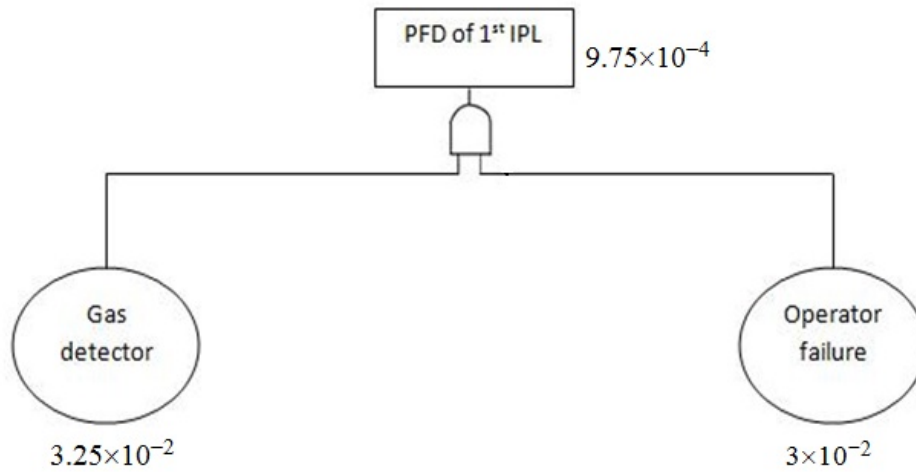 PFD of 1st IPL
9.75×10−4
Gas
detector
Operator
failure
3.25×10−2
3×10−2